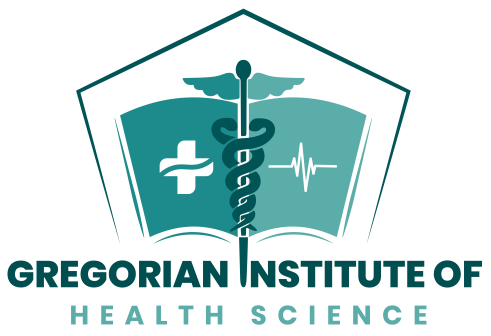 GREGORIAN INSTITUTE OF
HEALTH SCIENCE